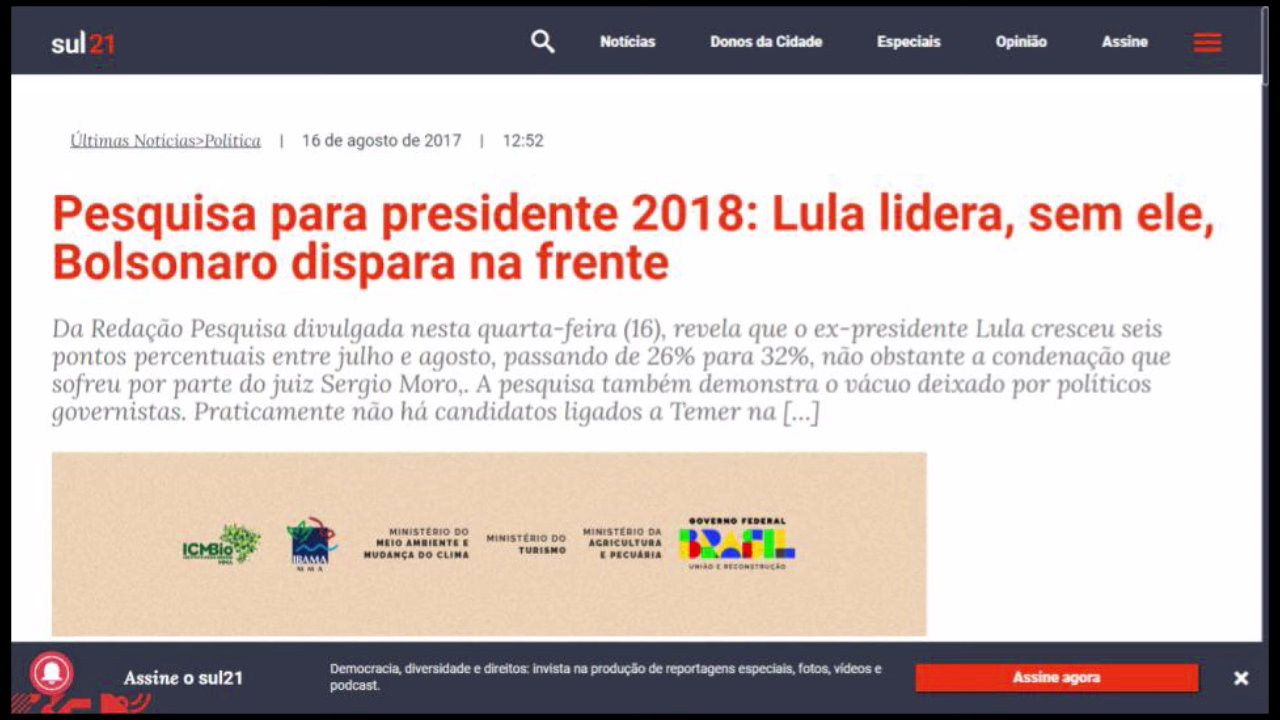 sul21
Notícias
Donos da Cidade
Especiais
Opinião
Assine
Últimas Notícias>Política | 16 de agosto de 2017 | 12:52
Pesquisa para presidente 2018: Lula lidera, sem ele,
Bolsonaro dispara na frente
Da Redação Pesquisa divulgada nesta quarta-feira (16), revela que o ex-presidente Lula cresceu seis
pontos percentuais entre julho e agosto, passando de 26% para 32%, não obstante a condenação que
sofreu por parte do juiz Sergio Moro,. A pesquisa também demonstra o vácuo deixado por políticos
governistas. Praticamente não há candidatos ligados a Temer na [...]
ICMBio
MMA
IBAMA
M M A
MINISTÉRIO DO
MEIO AMBIENTE E
MUDANÇA DO CLIMA
MINISTÉRIO DO
TURISMO
MINISTÉRIO DA
AGRICULTURA
E PECUÁRIA
GOVERNO FEDERAL
BRASIL
UNIÃO E RECONSTRUÇÃO
Assine o sul21
Democracia, diversidade e direitos: invista na produção de reportagens especiais, fotos, vídeos e
podcast.
Assine agora